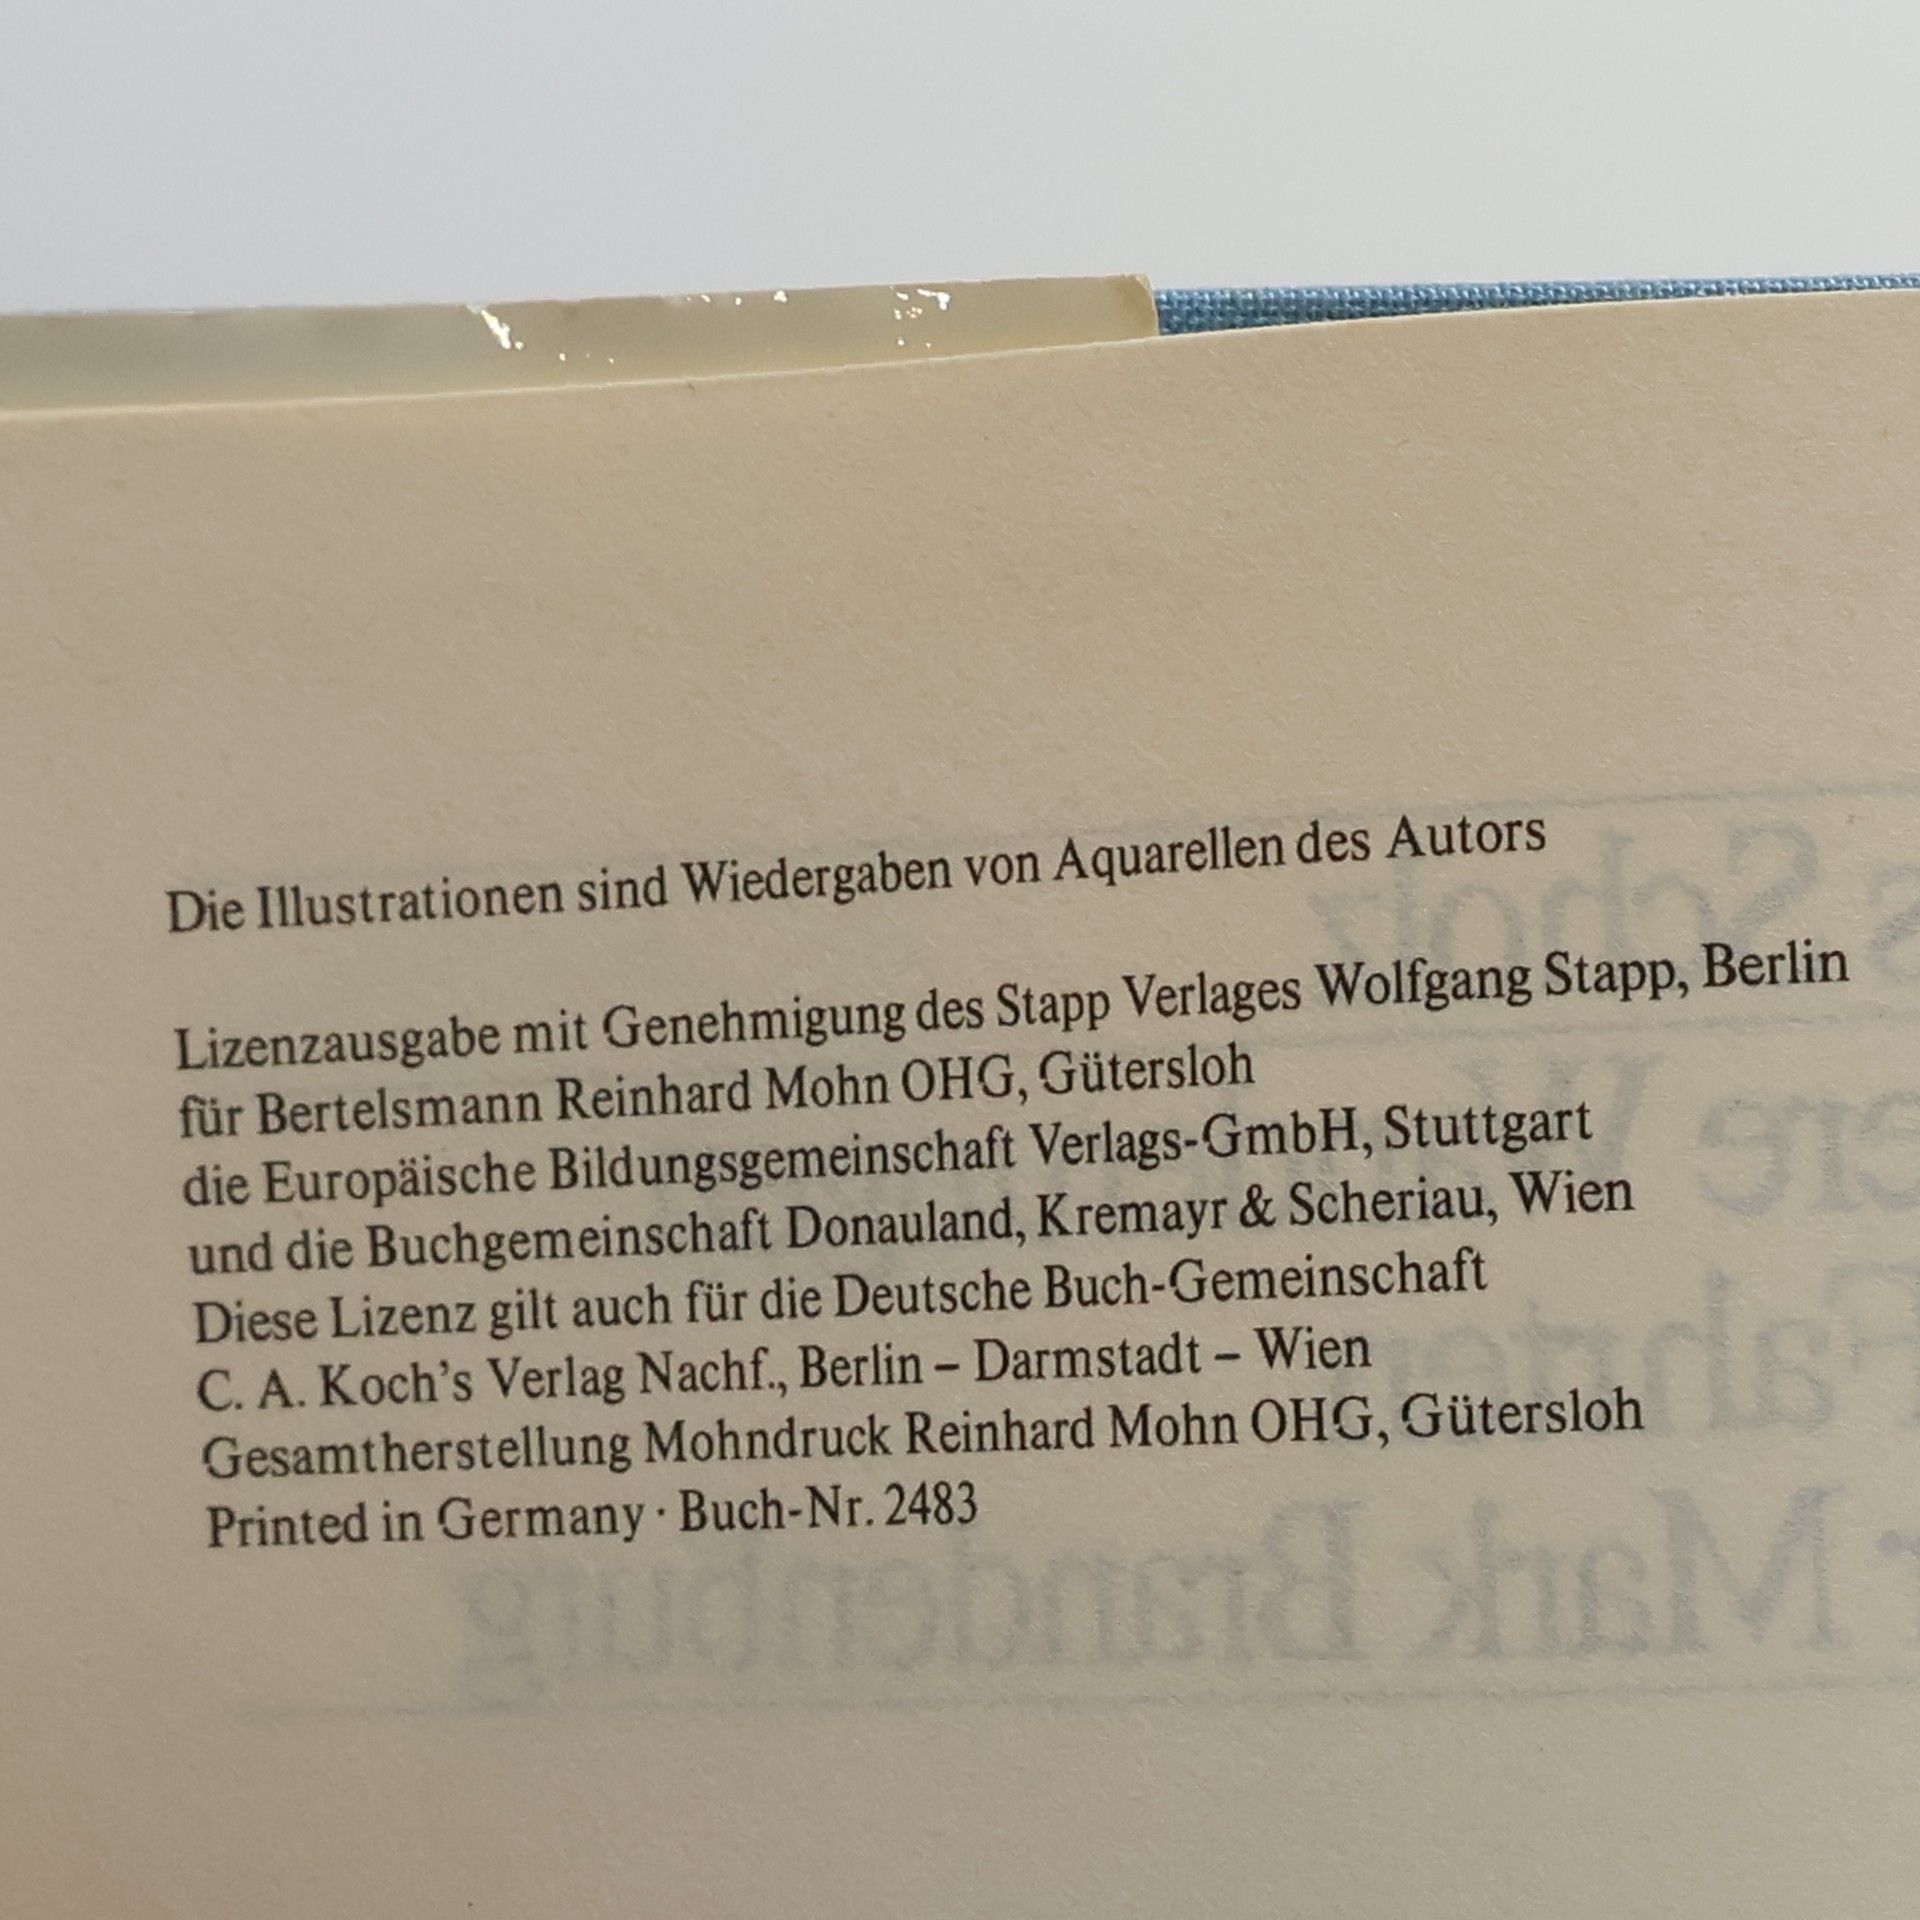 Die Illustrationen sind Wiedergaben von Aquarellen des Autors
Lizenzausgabe mit Genehmigung des Stapp Verlages Wolfgang Stapp, Berlin
für Bertelsmann Reinhard Mohn OHG, Gütersloh
die Europäische Bildungsgemeinschaft Verlags-GmbH, Stuttgart
und die Buchgemeinschaft Donauland, Kremayr & Scheriau, Wien
Diese Lizenz gilt auch für die Deutsche Buch-Gemeinschaft
C. A. Koch's Verlag Nachf., Berlin – Darmstadt – Wien
Gesamtherstellung Mohndruck Reinhard Mohn OHG, Gütersloh
Printed in Germany · Buch-Nr. 2483
Scholz
Mark Brandenburg